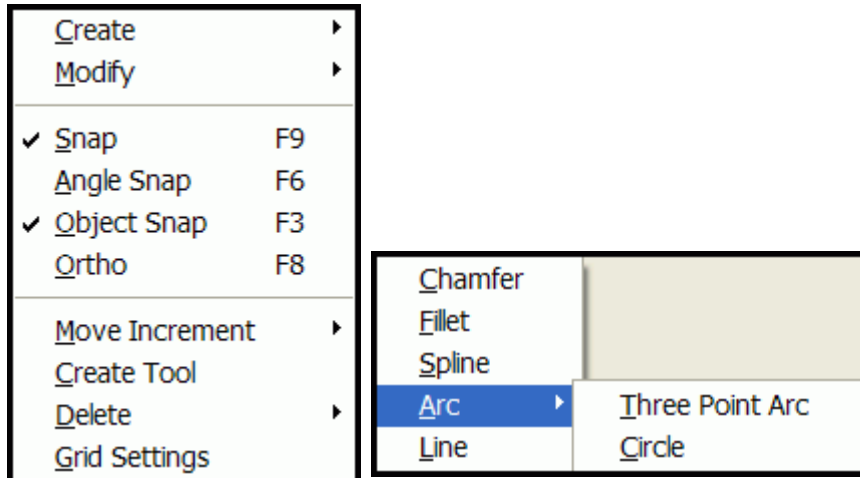 Create
Modify
Snap F9
Angle Snap F6
Object Snap F3
Ortho F8
Move Increment
Create Tool
Delete
Grid Settings
Chamfer
Fillet
Spline
Arc
Line
Three Point Arc
Circle